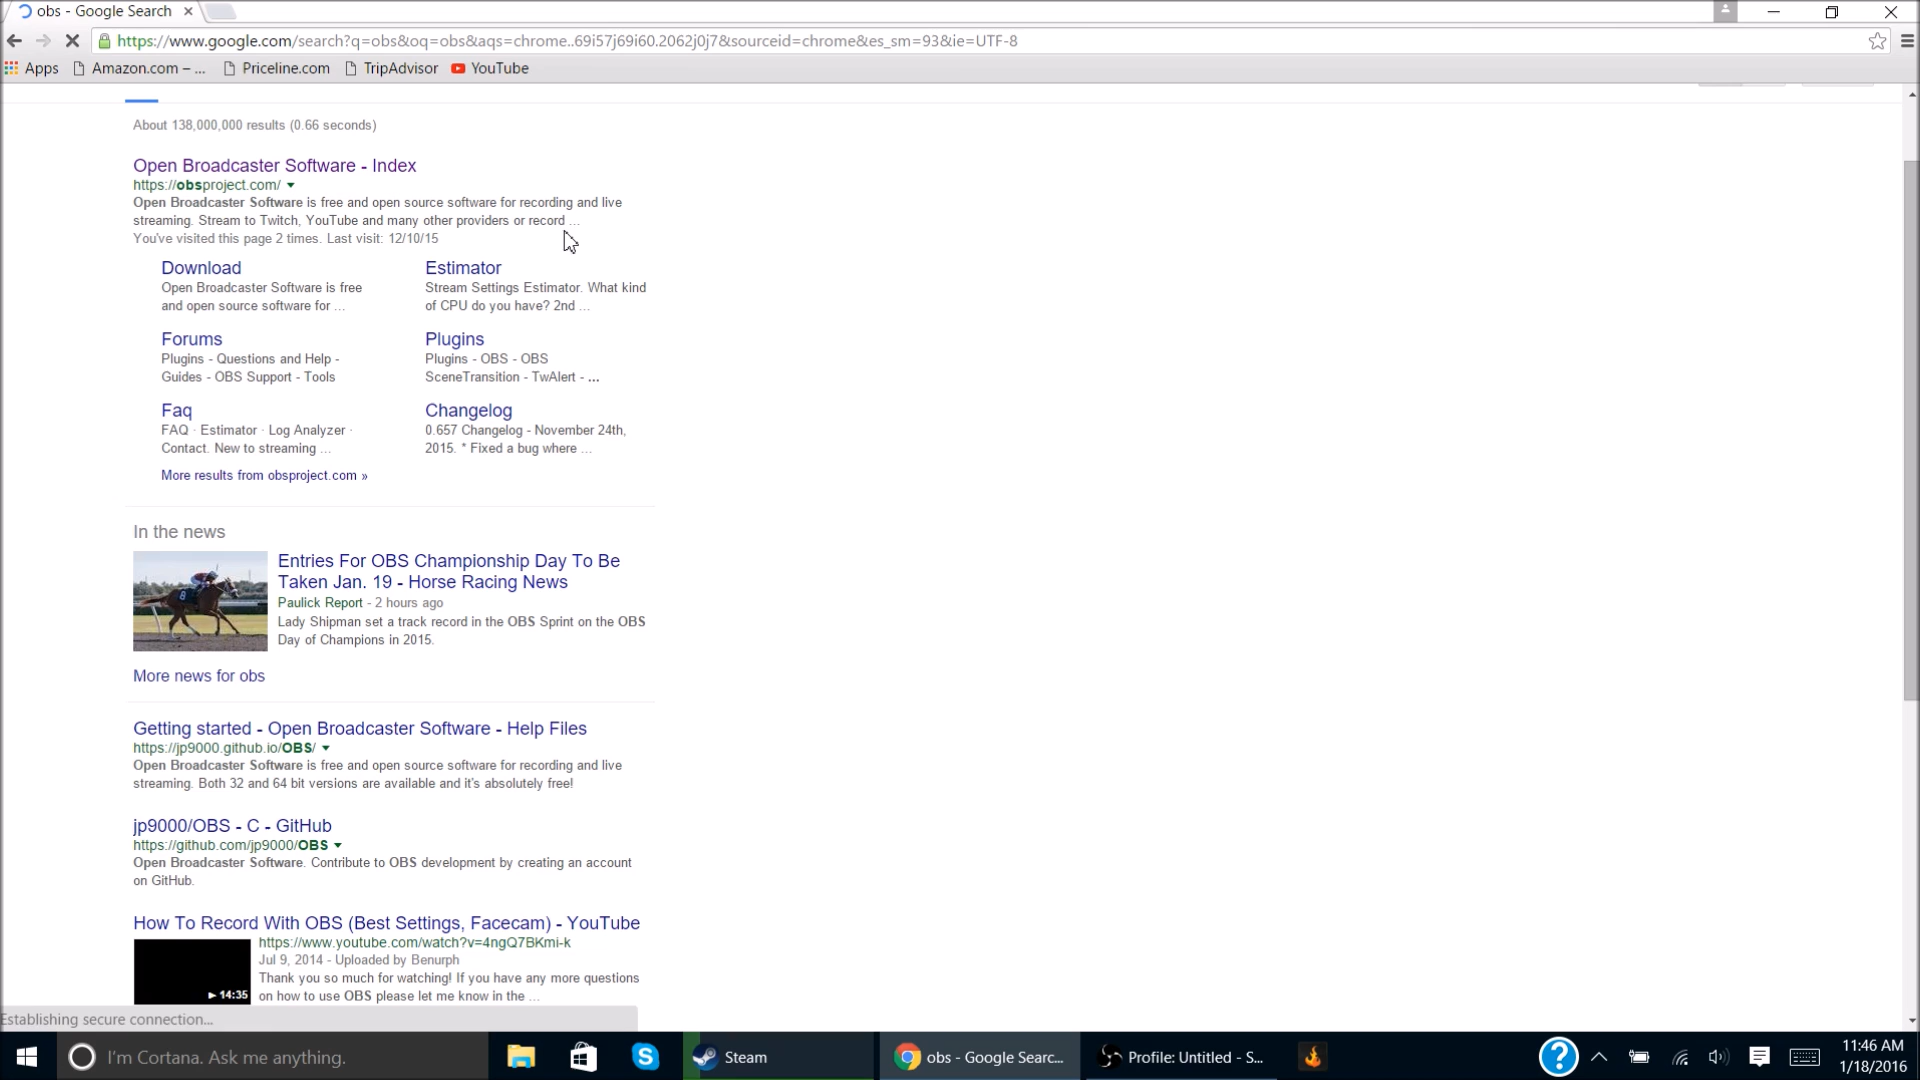 obs - Google Search
https://www.google.com/search?q=obs&oq=obs&aqs=chrome..69i57j69i60.2062j0j7&sourceid=chrome&es_sm=93&ie=UTF-8
Apps Amazon.com – ... Priceline.com TripAdvisor YouTube
About 138,000,000 results (0.66 seconds)
Open Broadcaster Software - Index
https://obsproject.com/
Open Broadcaster Software is free and open source software for recording and live
streaming. Stream to Twitch, YouTube and many other providers or record ...
You've visited this page 2 times. Last visit: 12/10/15
Download
Open Broadcaster Software is free
and open source software for ...
Estimator
Stream Settings Estimator. What kind
of CPU do you have? 2nd ...
Forums
Plugins - Questions and Help -
Guides - OBS Support - Tools
Plugins
Plugins - OBS - OBS
SceneTransition - TwAlert - ...
Faq
FAQ · Estimator · Log Analyzer ·
Contact. New to streaming ...
Changelog
0.657 Changelog - November 24th,
2015. * Fixed a bug where ...
More results from obsproject.com »
In the news
Entries For OBS Championship Day To Be
Taken Jan. 19 - Horse Racing News
Paulick Report - 2 hours ago
Lady Shipman set a track record in the OBS Sprint on the OBS
Day of Champions in 2015.
8
More news for obs
Getting started - Open Broadcaster Software - Help Files
https://jp9000.github.io/OBS/
Open Broadcaster Software is free and open source software for recording and live
streaming. Both 32 and 64 bit versions are available and it's absolutely free!
jp9000/OBS - C - GitHub
https://github.com/jp9000/OBS
Open Broadcaster Software. Contribute to OBS development by creating an account
on GitHub.
How To Record With OBS (Best Settings, Facecam) - YouTube
https://www.youtube.com/watch?v=4ngQ7BKmi-k
Jul 9, 2014 - Uploaded by Benurph
Thank you so much for watching! If you have any more questions
on how to use OBS please let me know in the ...
14:35
Establishing secure connection...
I'm Cortana. Ask me anything.
Steam
obs - Google Searc...
Profile: Untitled - S...
11:46 AM
1/18/2016